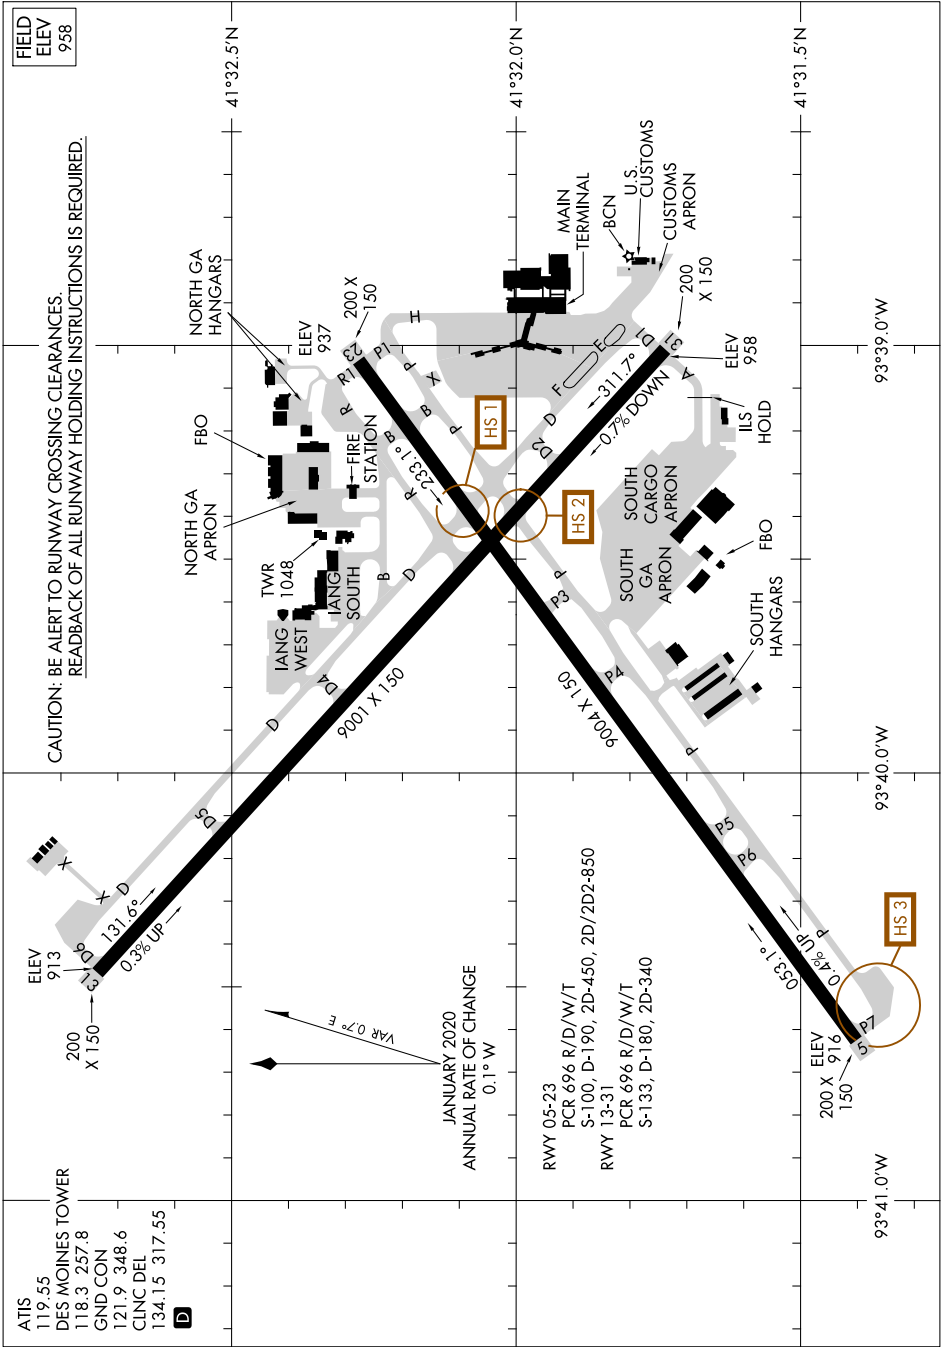 FIELD
ELEV
958
CAUTION: BE ALERT TO RUNWAY CROSSING CLEARANCES.
READBACK OF ALL RUNWAY HOLDING INSTRUCTIONS IS REQUIRED.
41°32.5'N
41°32.0'N
41°31.5'N
NORTH GA
HANGARS
ELEV
937
200 X
150
23
R1
P1
H
MAIN
TERMINAL
BCN
U.S.
CUSTOMS
CUSTOMS
APRON
200
X 150
31
D1
ELEV
958
93°39.0'W
FBO
FIRE
STATION
R
B
R
B
P
X
B
P
233.1°
HS 1
HS 2
E
F
D
D2
311.7°
0.7% DOWN
A
ILS
HOLD
SOUTH
CARGO
APRON
SOUTH
GA
APRON
FBO
SOUTH
HANGARS
NORTH GA
APRON
TWR
1048
IANG
SOUTH
IANG
WEST
B
D
P
P3
P4
D4
D
9001 X 150
9004 X 150
P
93°40.0'W
D5
P5
P6
X
X
D
D6
131.6°
0.3% UP
ELEV
913
13
200
X 150
053.1°
0.4% UP
P
HS 3
P7
5
ELEV
916
200 X
150
VAR 0.7° E
JANUARY 2020
ANNUAL RATE OF CHANGE
0.1° W
RWY 05-23
PCR 696 R/D/W/T
S-100, D-190, 2D-450, 2D/2D2-850
RWY 13-31
PCR 696 R/D/W/T
S-133, D-180, 2D-340
93°41.0'W
ATIS
119.55
DES MOINES TOWER
118.3 257.8
GND CON
121.9 348.6
CLNC DEL
134.15 317.55
D